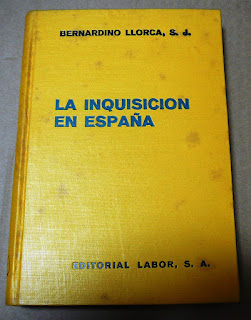 BERNARDINO LLORCA, S. J.
LA INQUISICION
EN ESPAÑA
EDITORIAL LABOR, S. A.